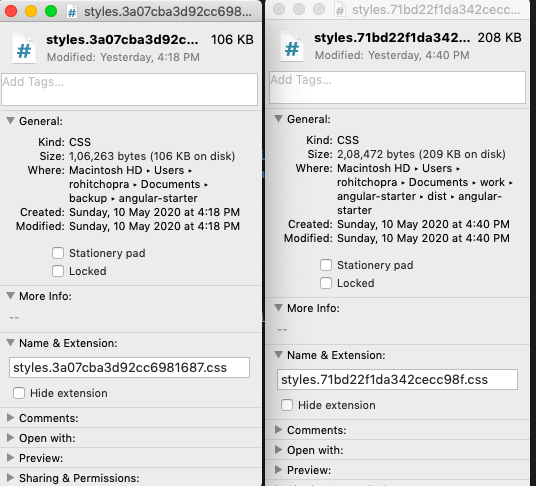 styles.3a07cba3d92cc698...
styles.3a07cba3d92c... 106 KB
Modified: Yesterday, 4:18 PM
Add Tags...
General:
Kind: CSS
Size: 1,06,263 bytes (106 KB on disk)
Where: Macintosh HD ▸ Users ▸
rohitchopra ▸ Documents ▸
backup ▸ angular-starter
Created: Sunday, 10 May 2020 at 4:18 PM
Modified: Sunday, 10 May 2020 at 4:18 PM
Stationery pad
Locked
More Info:
--
Name & Extension:
styles.3a07cba3d92cc6981687.css
Hide extension
Comments:
Open with:
Preview:
Sharing & Permissions:
styles.71bd22f1da342cecc...
styles.71bd22f1da342... 208 KB
Modified: Yesterday, 4:40 PM
Add Tags...
General:
Kind: CSS
Size: 2,08,472 bytes (209 KB on disk)
Where: Macintosh HD ▸ Users ▸
rohitchopra ▸ Documents ▸ work ▸
angular-starter ▸ dist ▸ angular-
starter
Created: Sunday, 10 May 2020 at 4:40 PM
Modified: Sunday, 10 May 2020 at 4:40 PM
Stationery pad
Locked
More Info:
--
Name & Extension:
styles.71bd22f1da342cecc98f.css
Hide extension
Comments:
Open with:
Preview: